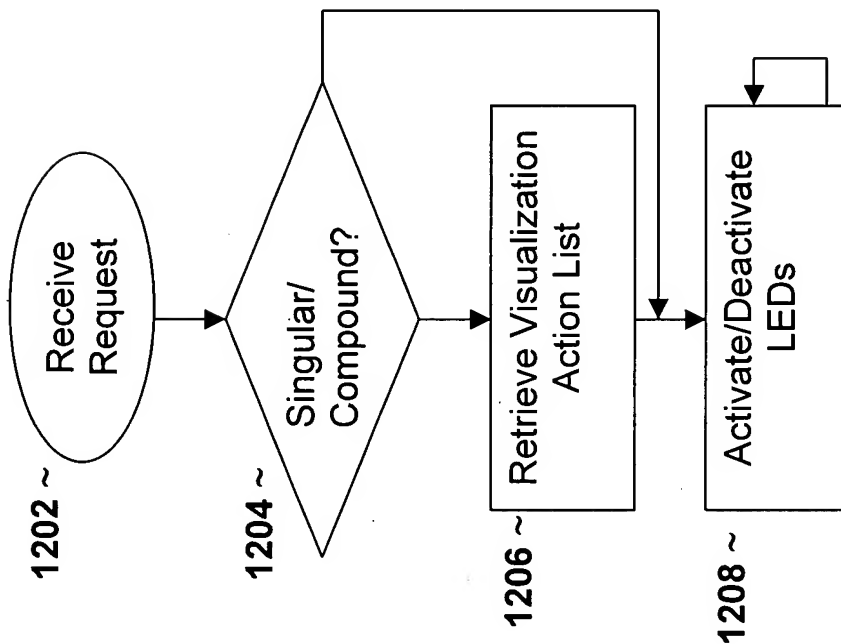 1202 ~
Receive
Request
1204 ~
Singular/
Compound?
1206 ~
Retrieve Visualization
Action List
1208 ~
Activate/Deactivate
LEDs